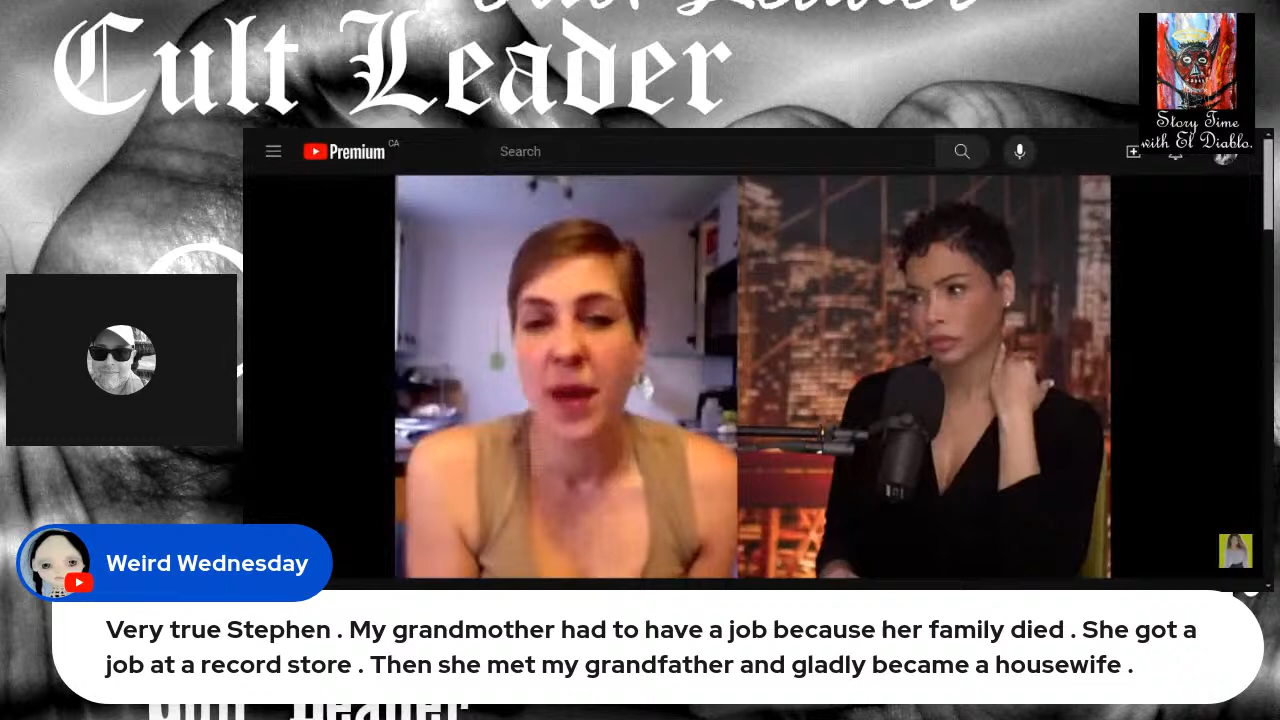 Cult Leader
Story Time
with El Diablo.
Premium
CA
Search
Weird Wednesday
Very true Stephen . My grandmother had to have a job because her family died . She got a
job at a record store . Then she met my grandfather and gladly became a housewife .
Cult Leader